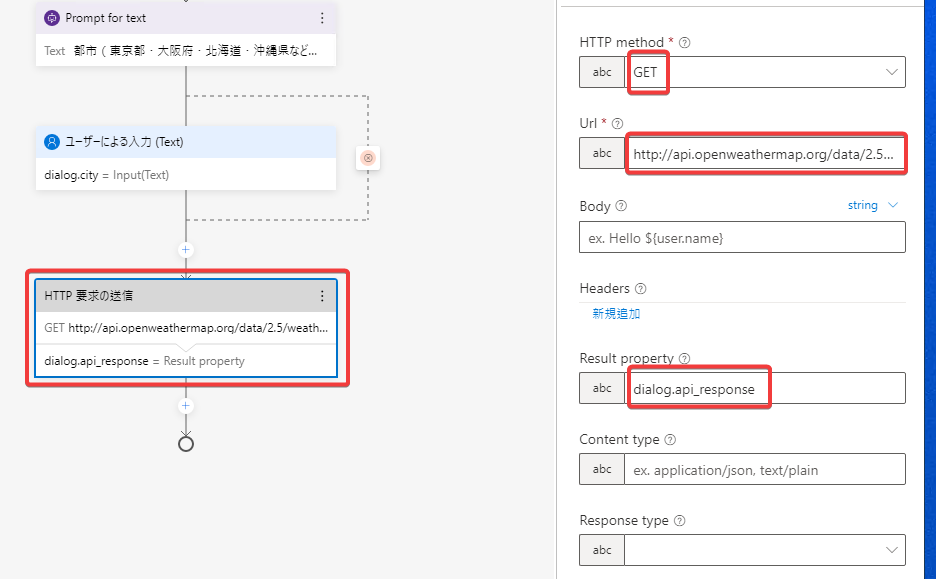 Prompt for text
Text 都市（東京都・大阪府・北海道・沖縄県など...
ユーザーによる入力 (Text)
dialog.city = Input(Text)
HTTP 要求の送信
GET http://api.openweathermap.org/data/2.5/weath...
dialog.api_response = Result property
HTTP method *
abc GET
Url *
abc http://api.openweathermap.org/data/2.5...
Body string
ex. Hello ${user.name}
Headers
新規追加
Result property
abc dialog.api_response
Content type
abc ex. application/json, text/plain
Response type
abc